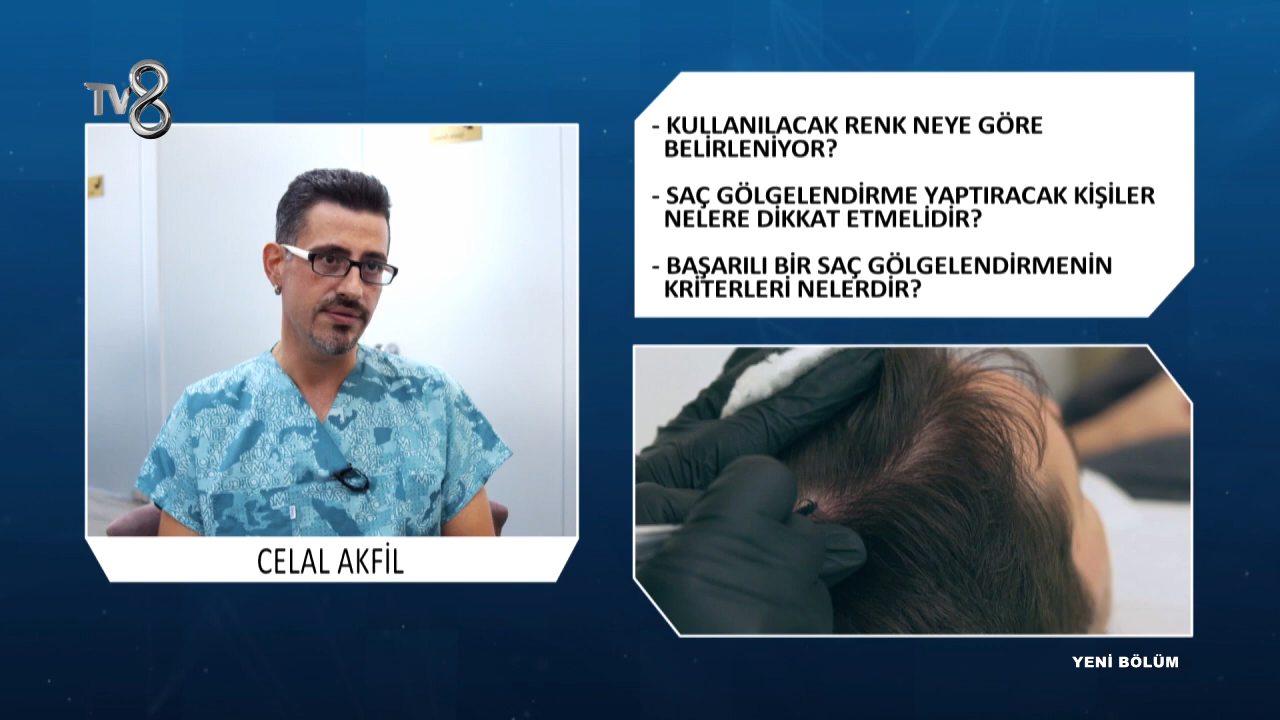 TV8
- KULLANILACAK RENK NEYE GÖRE
BELİRLENİYOR?
- SAÇ GÖLGELENDİRME YAPTIRACAK KİŞİLER
NELERE DİKKAT ETMELİDİR?
- BAŞARILI BİR SAÇ GÖLGELENDİRMENİN
KRİTERLERİ NELERDİR?
CELAL AKFİL
YENİ BÖLÜM